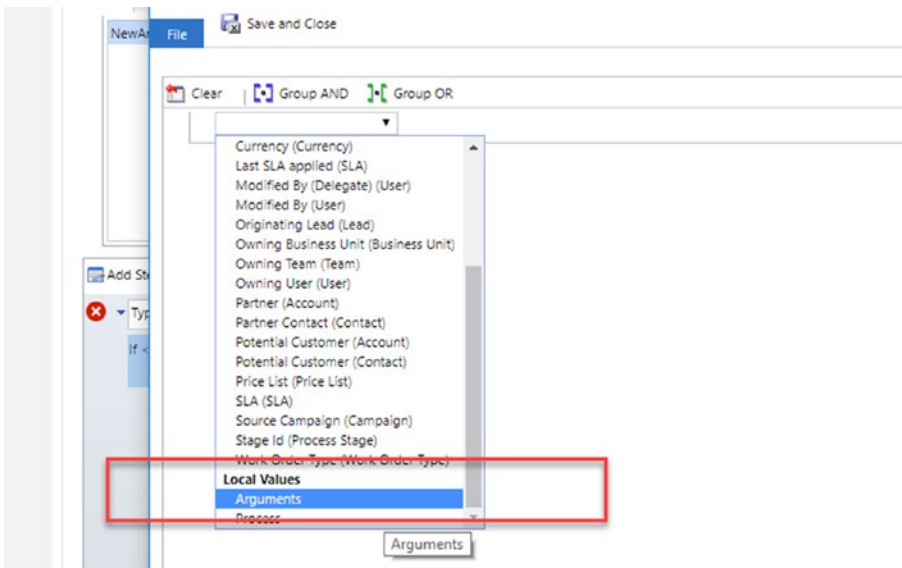 NewA
File
Save and Close
Clear
Group AND
Group OR
Currency (Currency)
Last SLA applied (SLA)
Modified By (Delegate) (User)
Modified By (User)
Originating Lead (Lead)
Owning Business Unit (Business Unit)
Owning Team (Team)
Owning User (User)
Partner (Account)
Partner Contact (Contact)
Potential Customer (Account)
Potential Customer (Contact)
Price List (Price List)
SLA (SLA)
Source Campaign (Campaign)
Stage Id (Process Stage)
Work Order Type (Work Order Type)
Local Values
Arguments
Process
Arguments
Add St
Typ
If <